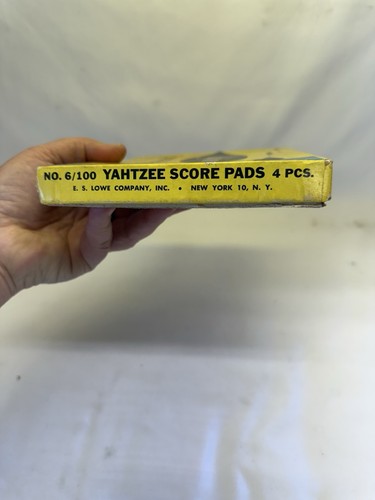 NO. 6/100 YAHTZEE SCORE PADS 4 PCS.
E. S. LOWE COMPANY, INC. • NEW YORK 10, N. Y.